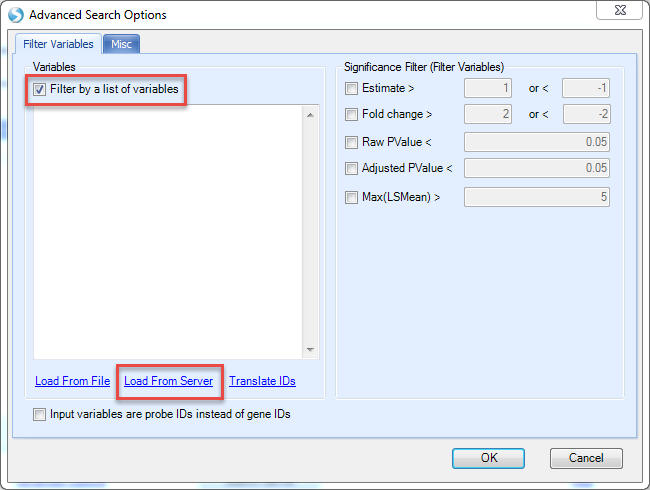 Advanced Search Options
Filter Variables
Misc
Variables
Filter by a list of variables
Load From File
Load From Server
Translate IDs
Input variables are probe IDs instead of gene IDs
Significance Filter (Filter Variables)
Estimate > 1 or < -1
Fold change > 2 or < -2
Raw PValue < 0.05
Adjusted PValue < 0.05
Max(LSMean) > 5
OK
Cancel